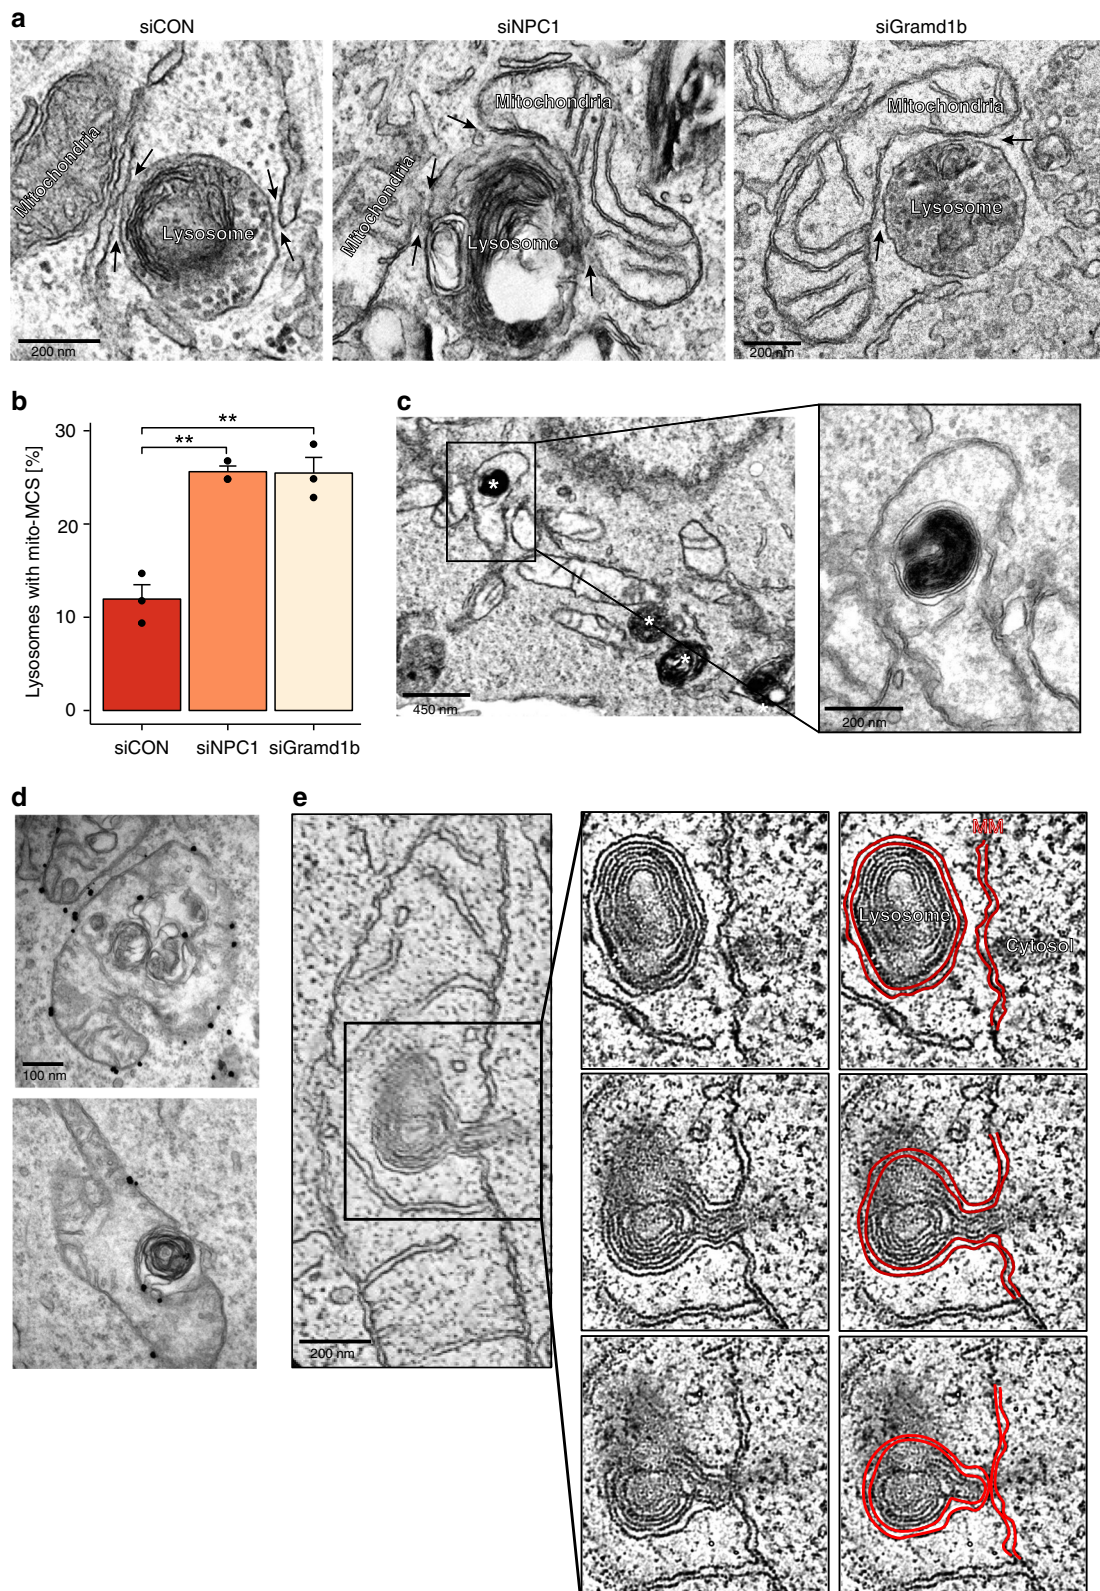 a
siCON
siNPC1
siGramd1b
Mitochondria
Lysosome
200 nm
Mitochondria
Mitochondria
Lysosome
Mitochondria
Lysosome
200 nm
b
Lysosomes with mito-MCS [%]
30
20
10
0
**
**
siCON
siNPC1
siGramd1b
c
*
*
*
*
450 nm
200 nm
d
100 nm
e
200 nm
MM
Lysosome
Cytosol